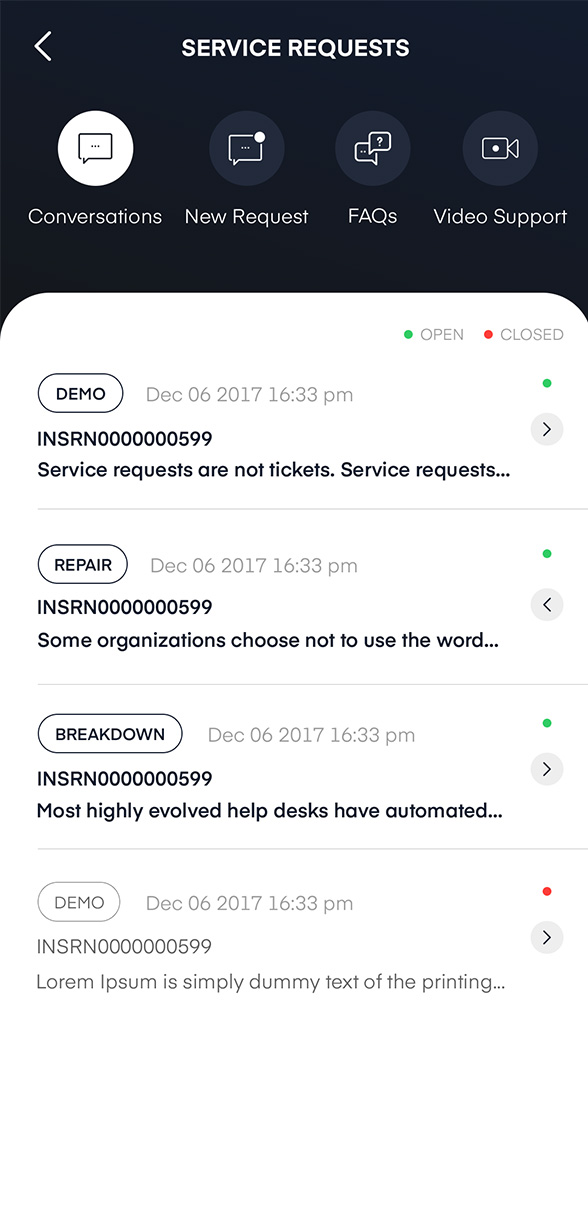 SERVICE REQUESTS
Conversations New Request FAQs Video Support
OPEN CLOSED
DEMO Dec 06 2017 16:33 pm
INSRN0000000599
Service requests are not tickets. Service requests...
REPAIR Dec 06 2017 16:33 pm
INSRN0000000599
Some organizations choose not to use the word...
BREAKDOWN Dec 06 2017 16:33 pm
INSRN0000000599
Most highly evolved help desks have automated...
DEMO Dec 06 2017 16:33 pm
INSRN0000000599
Lorem Ipsum is simply dummy text of the printing...